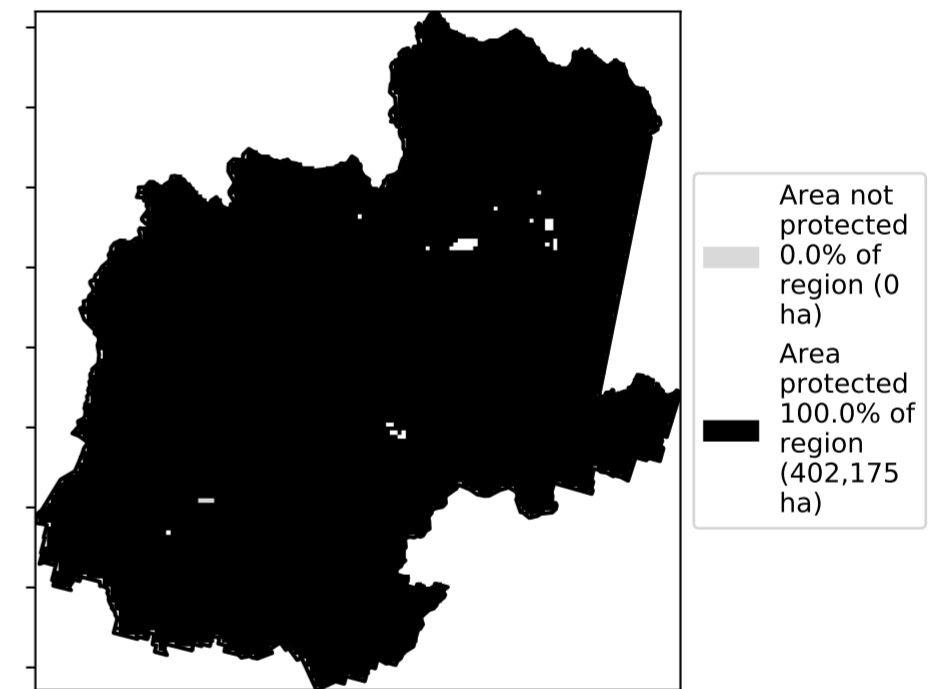 Area not
protected
0.0% of
region (0
ha)
Area
protected
100.0% of
region
(402,175
ha)